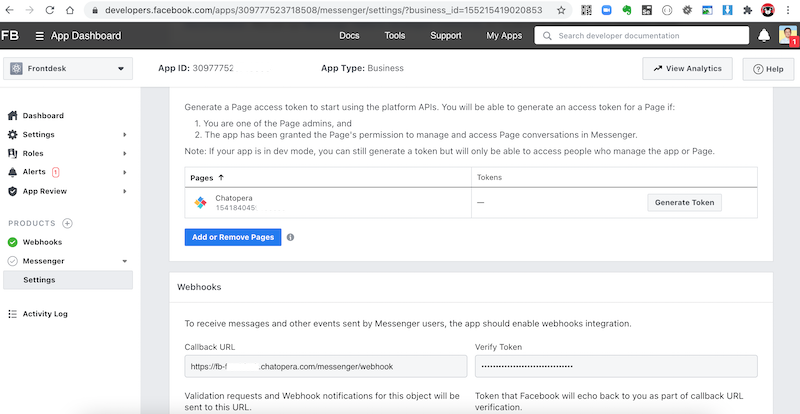 developers.facebook.com/apps/309777523718508/messenger/settings/?business_id=155215419020853
FB App Dashboard Docs Tools Support My Apps Search developer documentation 1
Frontdesk App ID: 30977752 App Type: Business View Analytics Help
Dashboard
Settings
Roles
Alerts 1
App Review
PRODUCTS
Webhooks
Messenger
Settings
Activity Log
Generate a Page access token to start using the platform APIs. You will be able to generate an access token for a Page if:
1. You are one of the Page admins, and
2. The app has been granted the Page's permission to manage and access Page conversations in Messenger.
Note: If your app is in dev mode, you can still generate a token but will only be able to access people who manage the app or Page.
Pages Tokens
Chatopera
— Generate Token
Add or Remove Pages
Webhooks
To receive messages and other events sent by Messenger users, the app should enable webhooks integration.
Callback URL
https://fb-f .chatopera.com/messenger/webhook
Validation requests and Webhook notifications for this object will be
sent to this URL.
Verify Token
Token that Facebook will echo back to you as part of callback URL
verification.